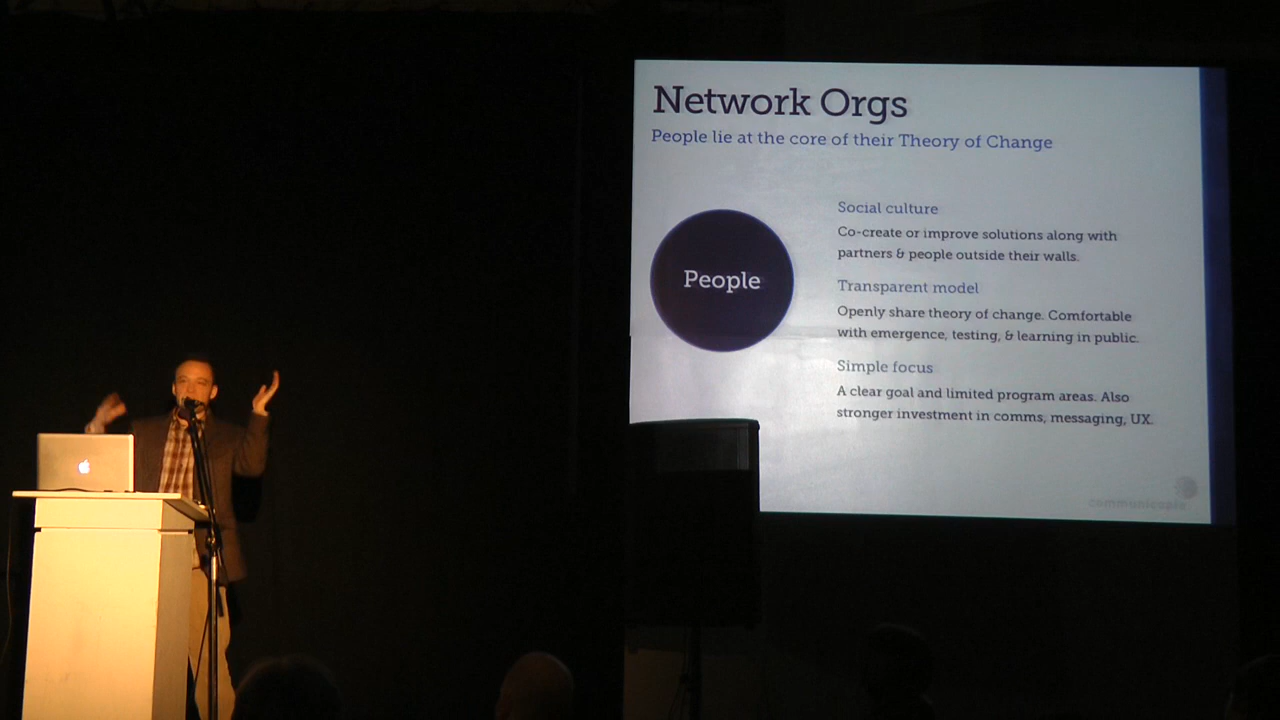 Network Orgs
People lie at the core of their Theory of Change
People
Social culture
Co-create or improve solutions along with
partners & people outside their walls.
Transparent model
Openly share theory of change. Comfortable
with emergence, testing, & learning in public.
Simple focus
A clear goal and limited program areas. Also
stronger investment in comms, messaging, UX.